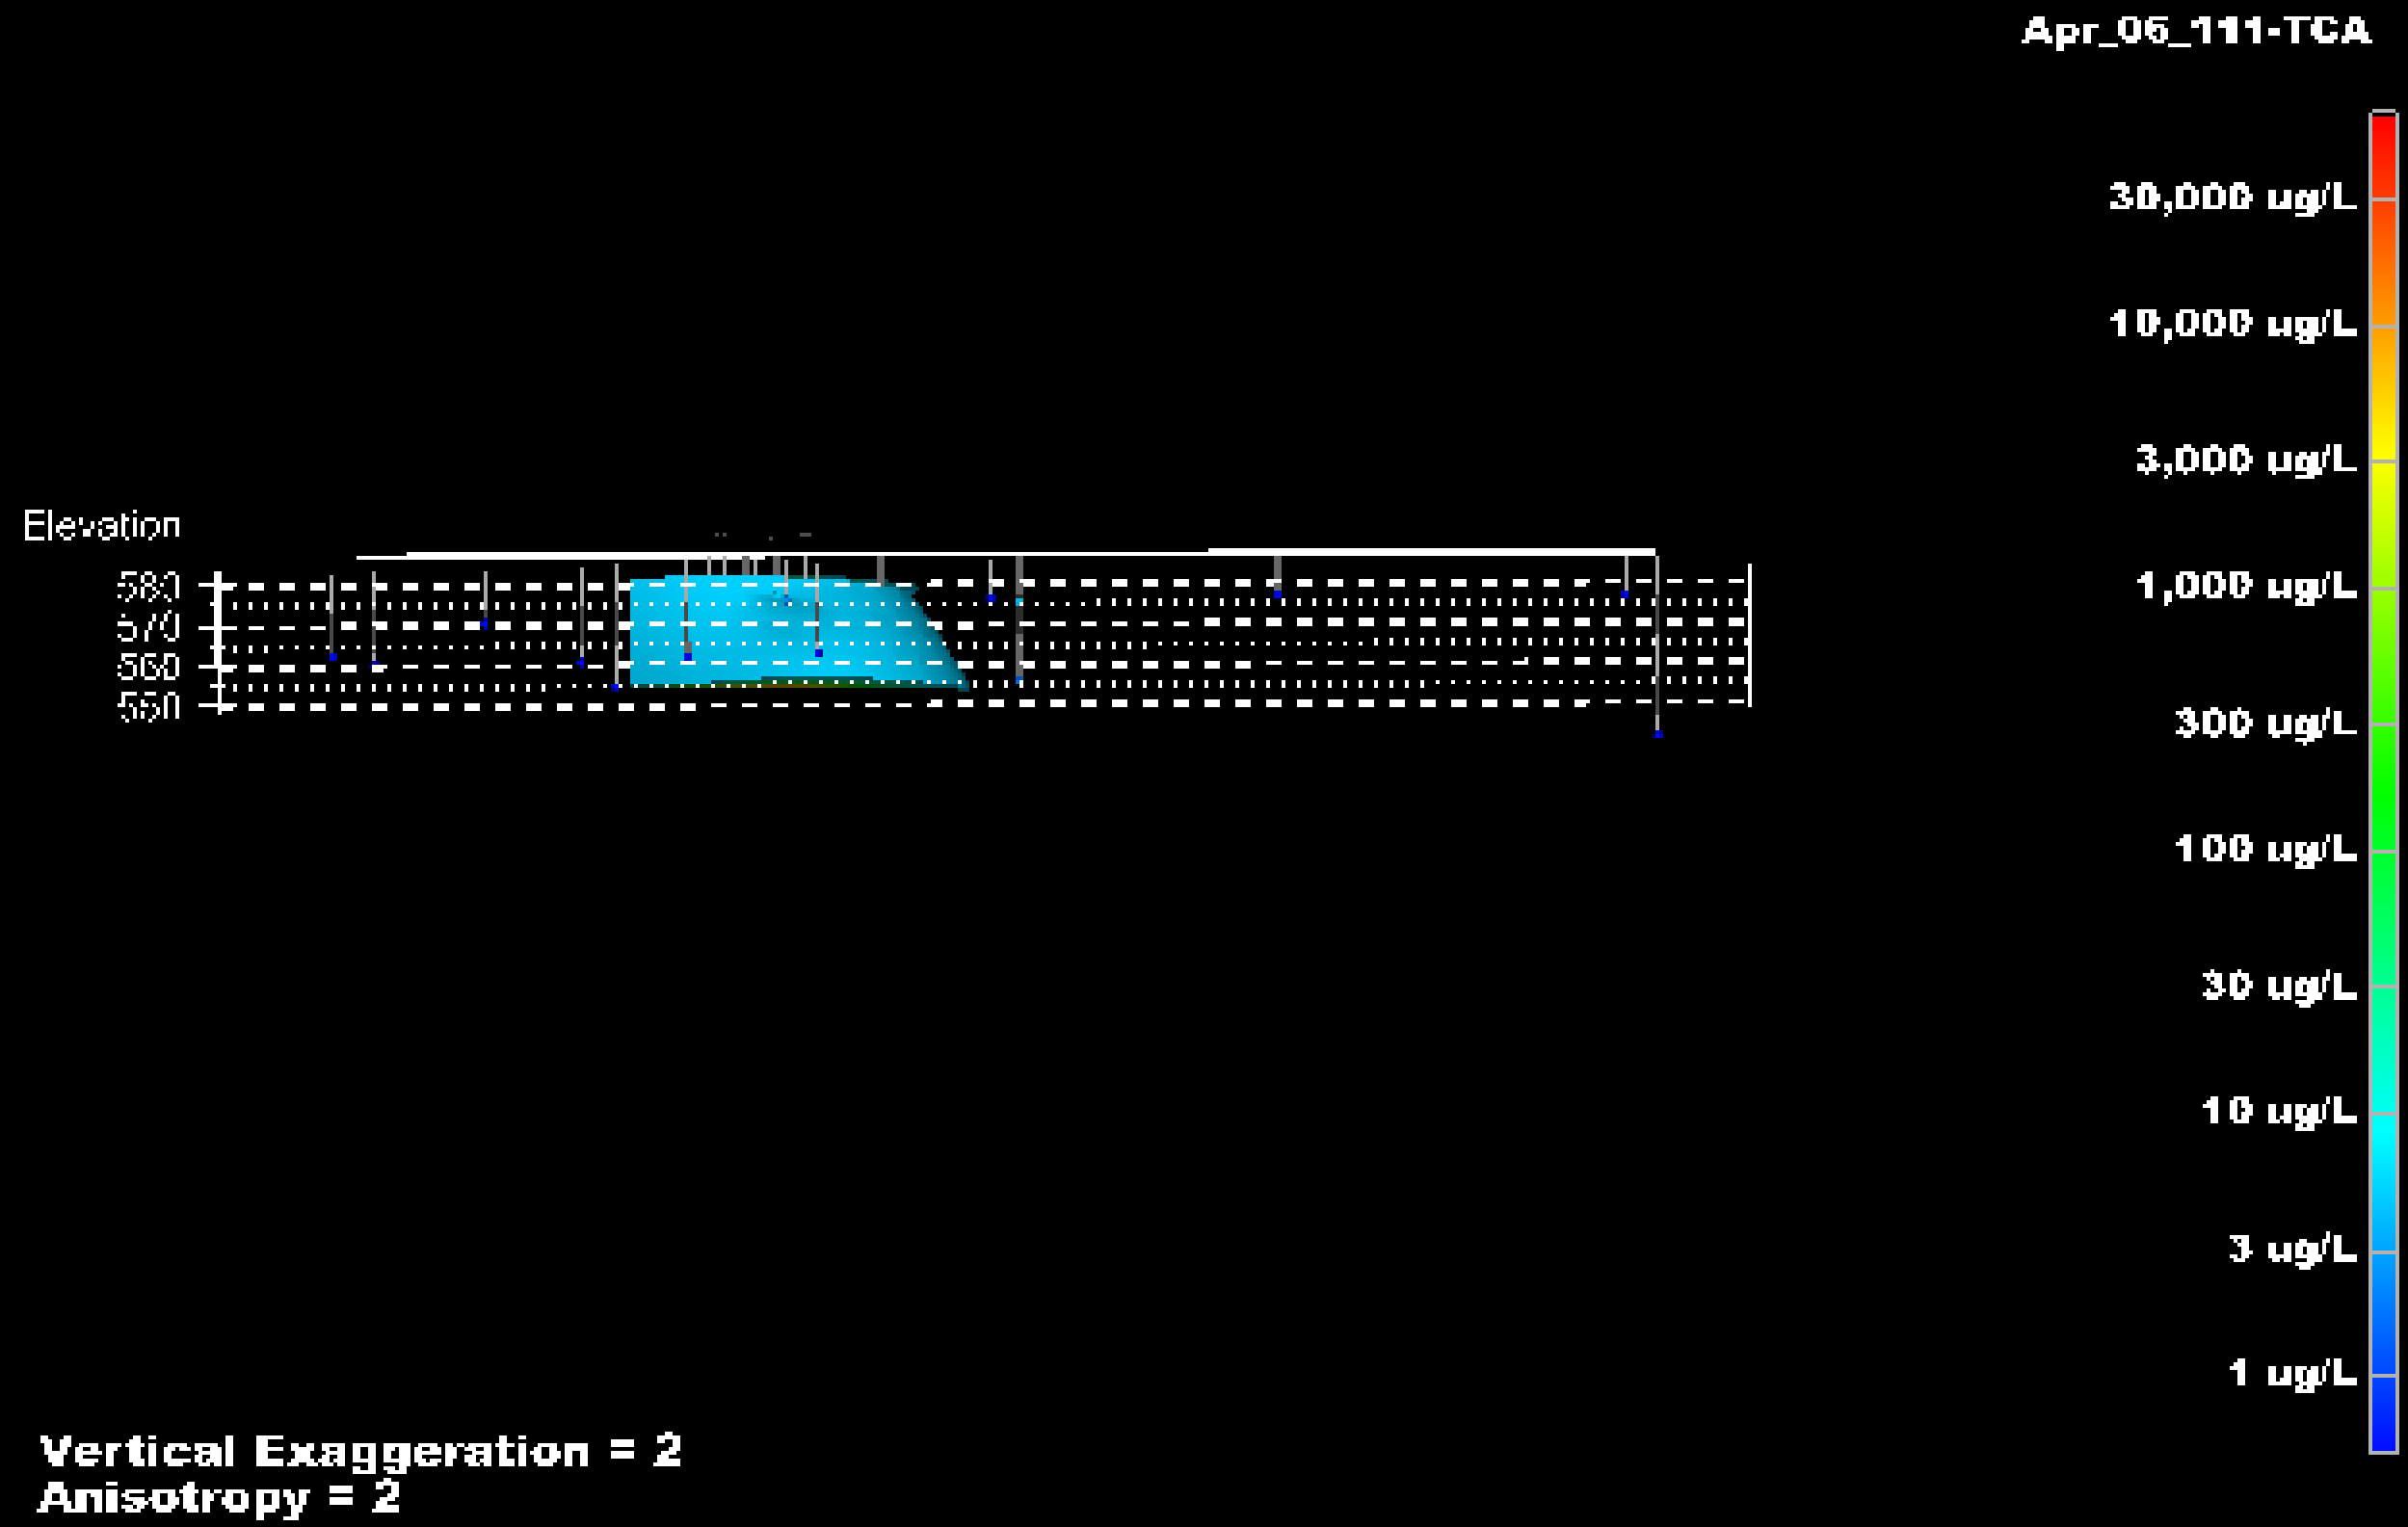 Apr_06_111-TCA
30,000 ug/L
10,000 ug/L
3,000 ug/L
1,000 ug/L
300 ug/L
100 ug/L
30 ug/L
10 ug/L
3 ug/L
1 ug/L
Elevation
580
570
560
550
Vertical Exaggeration = 2
Anisotropy = 2